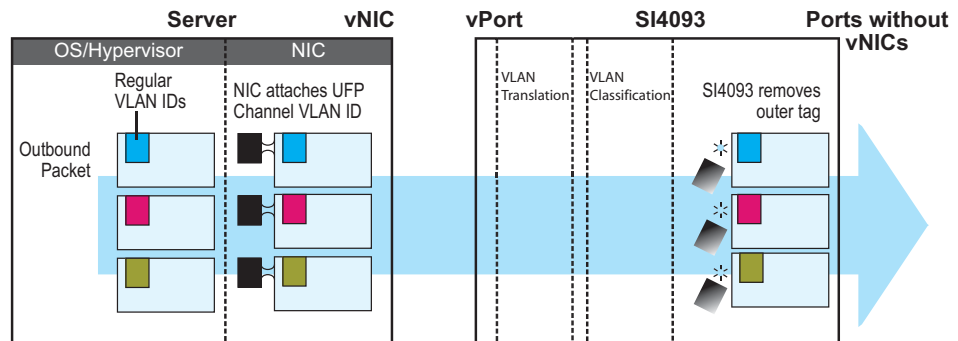 Server
vNIC
vPort
SI4093
Ports without
vNICs
OS/Hypervisor
NIC
Regular
VLAN IDs
NIC attaches UFP
Channel VLAN ID
VLAN
Translation
VLAN
Classification
SI4093 removes
outer tag
Outbound
Packet